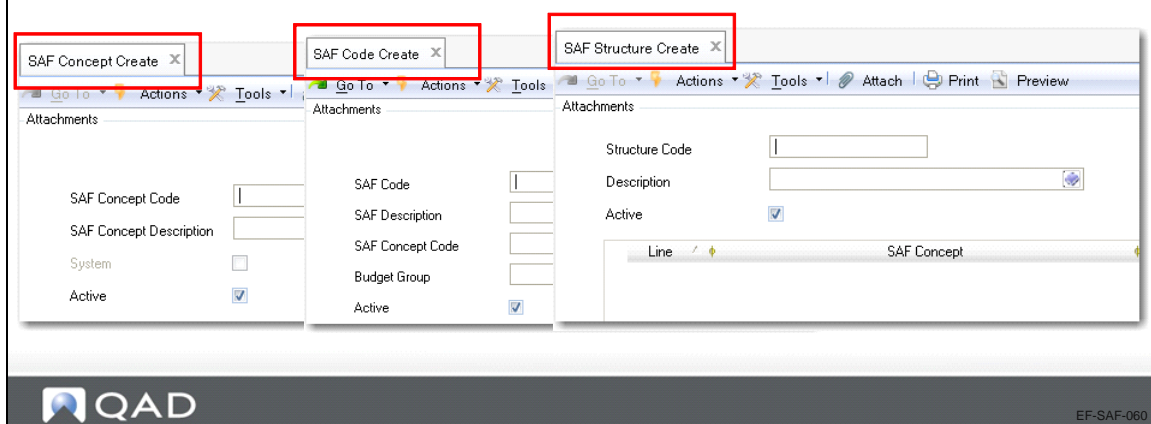 SAF Concept Create
Go To Actions Tools
Attachments
SAF Concept Code
SAF Concept Description
System
Active
SAF Code Create
Go To Actions Tools
Attachments
SAF Code
SAF Description
SAF Concept Code
Budget Group
Active
SAF Structure Create
Go To Actions Tools Attach Print Preview
Attachments
Structure Code
Description
Active
Line SAF Concept
QAD
EF-SAF-060